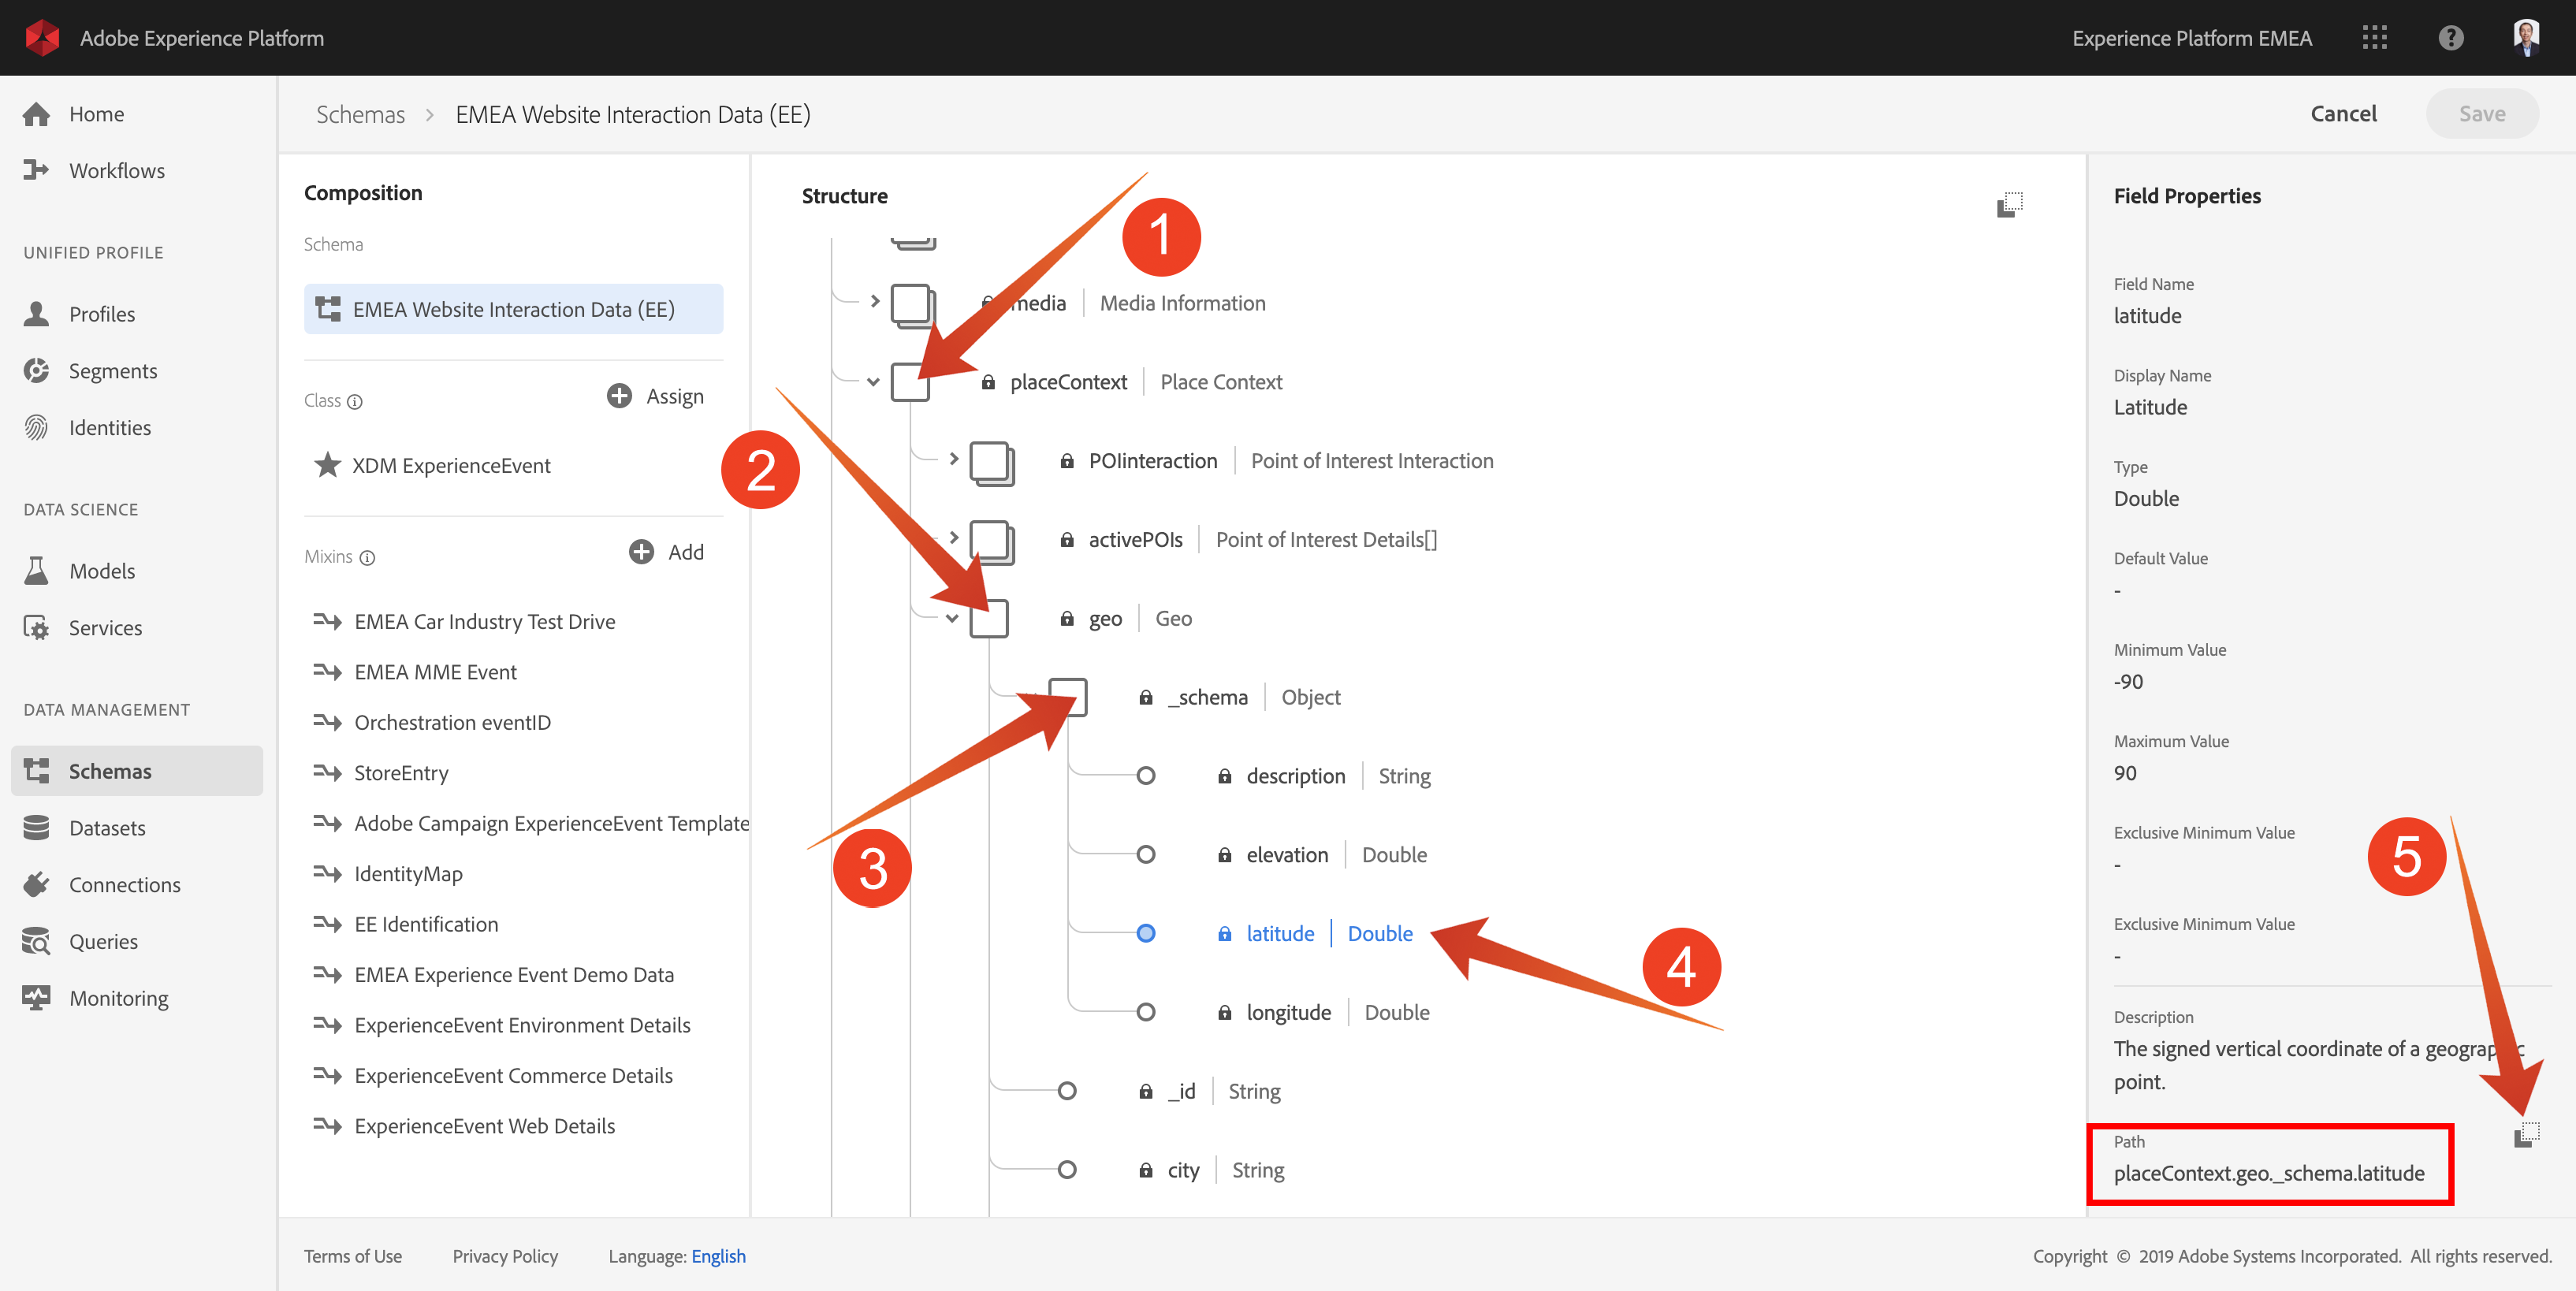 Adobe Experience Platform
Experience Platform EMEA
Home
Workflows
UNIFIED PROFILE
Profiles
Segments
Identities
DATA SCIENCE
Models
Services
DATA MANAGEMENT
Schemas
Datasets
Connections
Queries
Monitoring
Schemas > EMEA Website Interaction Data (EE)
Cancel
Save
Composition
Schema
EMEA Website Interaction Data (EE)
Class
Assign
XDM ExperienceEvent
Mixins
Add
EMEA Car Industry Test Drive
EMEA MME Event
Orchestration eventID
StoreEntry
Adobe Campaign ExperienceEvent Template
IdentityMap
EE Identification
EMEA Experience Event Demo Data
ExperienceEvent Environment Details
ExperienceEvent Commerce Details
ExperienceEvent Web Details
Structure
1
media | Media Information
placeContext | Place Context
2
POIinteraction | Point of Interest Interaction
activePOIs | Point of Interest Details[]
geo | Geo
_schema | Object
3
description | String
elevation | Double
latitude | Double
4
longitude | Double
_id | String
city | String
Field Properties
Field Name
latitude
Display Name
Latitude
Type
Double
Default Value
-
Minimum Value
-90
Maximum Value
90
Exclusive Minimum Value
-
5
Exclusive Minimum Value
-
Description
The signed vertical coordinate of a geographic
point.
Path
placeContext.geo._schema.latitude
Terms of Use
Privacy Policy
Language: English
Copyright © 2019 Adobe Systems Incorporated. All rights reserved.